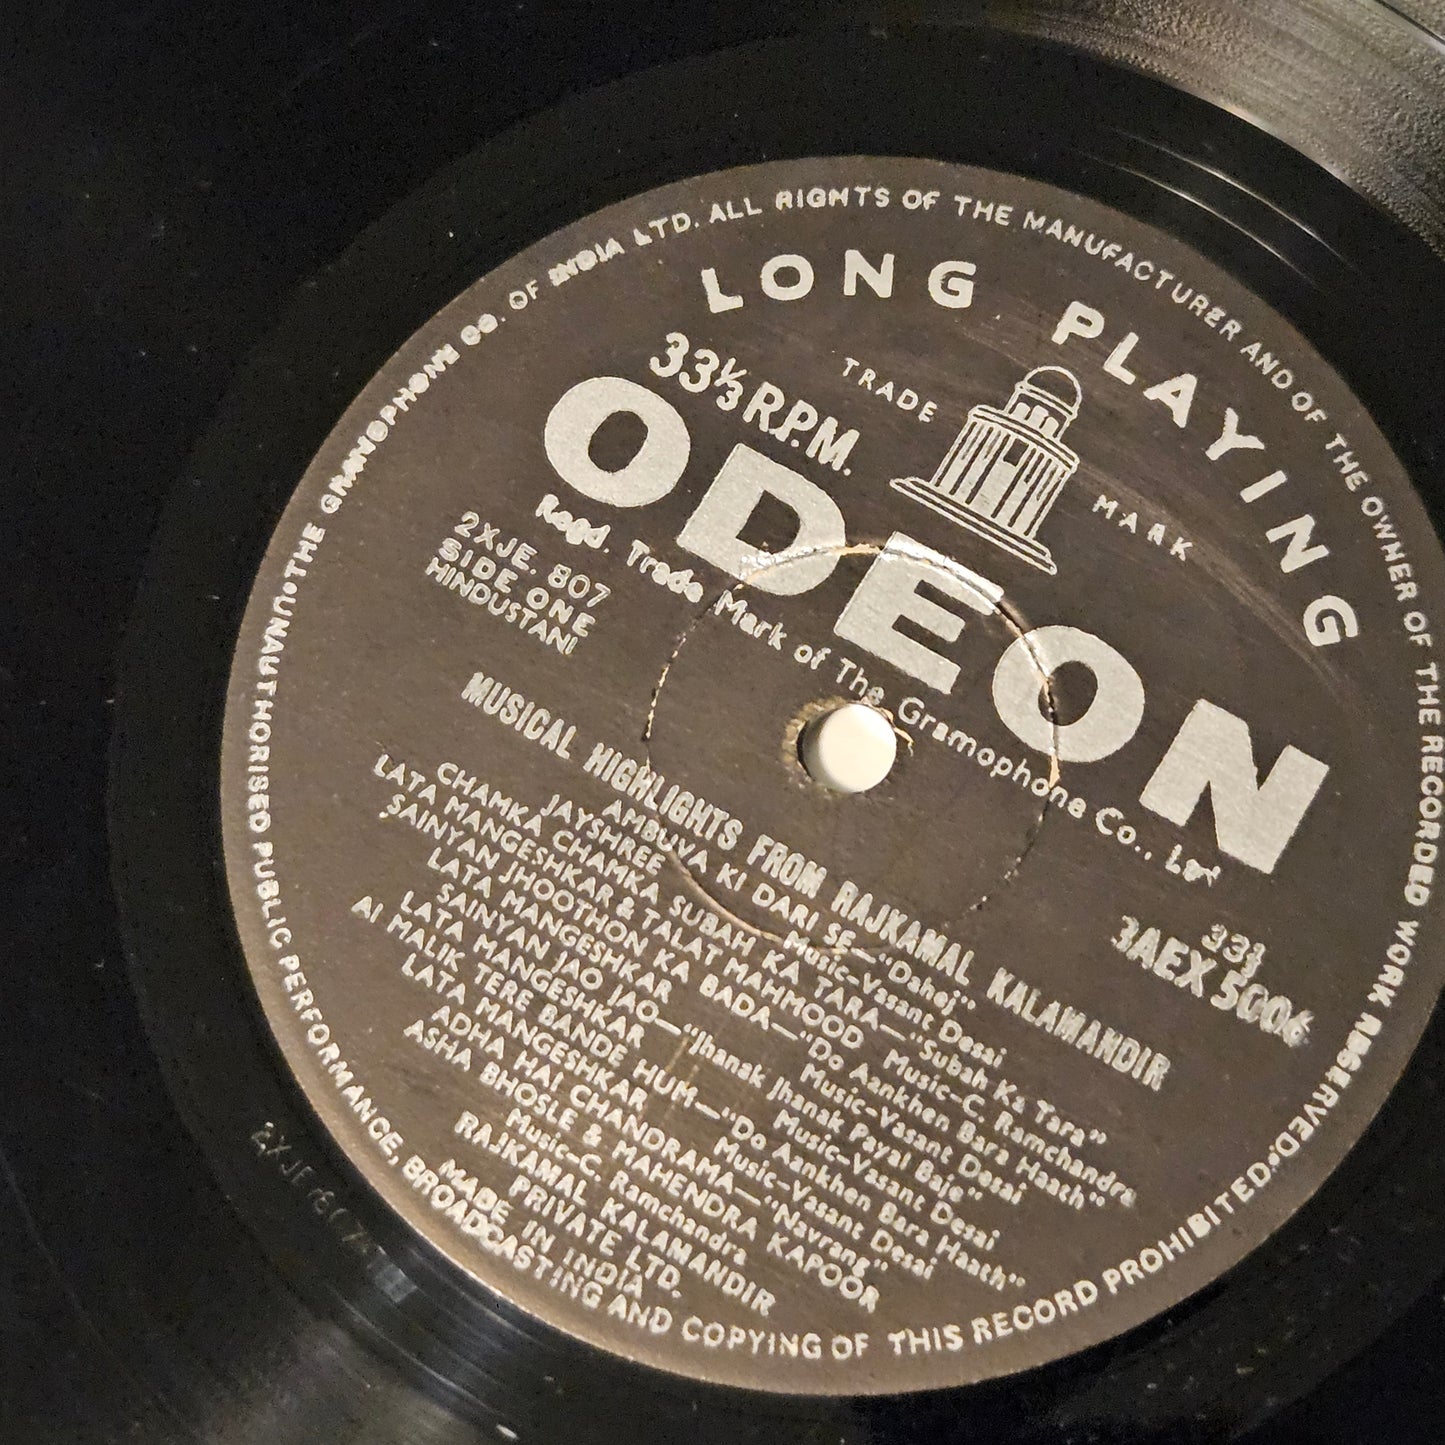 THE GRAMOPHONE Co. OF INDIA LTD. ALL RIGHTS OF THE MANUFACTURER AND OF THE OWNER OF THE RECORDED WORK RESERVED. UNAUTHORISED PUBLIC PERFORMANCE, BROADCASTING AND COPYING OF THIS RECORD PROHIBITED.
LONG PLAYING
33⅓ R.P.M.
TRADE MARK
ODEON
Regd. Trade Mark of The Gramophone Co., Ltd
2XJE. 807
SIDE ONE
HINDUSTANI
33⅓
3AEX 5006
MUSICAL HIGHLIGHTS FROM RAJKAMAL KALAMANDIR
AMBUVA KI DARI SE—"Dahej"
JAYSHREE Music-Vasant Desai
CHAMKA CHAMKA SUBAH KA TARA—"Subah Ka Tara"
LATA MANGESHKAR & TALAT MAHMOOD Music-C. Ramchandra
SAINYAN JHOOTHON KA BADA—"Do Aankhen Bara Haath"
LATA MANGESHKAR Music-Vasant Desai
SAINYAN JAO JAO—"Jhanak Jhanak Payal Baje"
LATA MANGESHKAR Music-Vasant Desai
AI MALIK TERE BANDE HUM—"Do Aankhen Bara Haath"
LATA MANGESHKAR Music-Vasant Desai
ADHA HAI CHANDRAMA—"Navrang"
ASHA BHOSLE & MAHENDRA KAPOOR
Music-C. Ramchandra
RAJKAMAL KALAMANDIR
PRIVATE LTD.
MADE IN INDIA